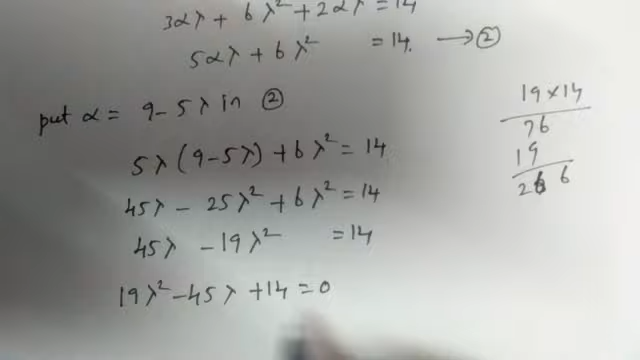 3αλ + 6λ² + 2αλ = 14
5αλ + 6λ² = 14. → ②
put α = 9 - 5λ in ②
5λ (9 - 5λ) + 6λ² = 14
45λ - 25λ² + 6λ² = 14
45λ - 19λ² = 14
19λ² - 45λ + 14 = 0
19 × 14
76
19
266